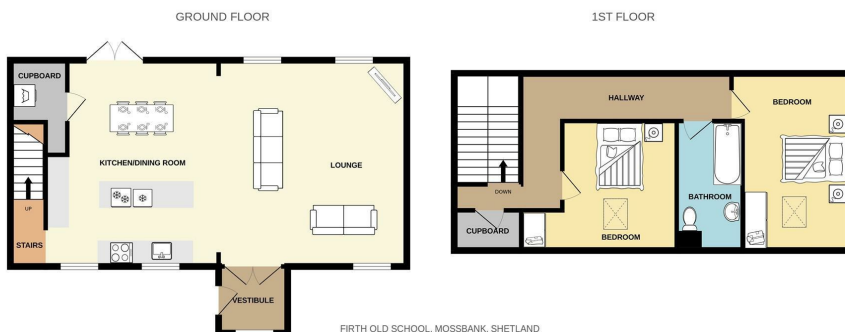 GROUND FLOOR
1ST FLOOR
CUPBOARD
KITCHEN/DINING ROOM
LOUNGE
UP
STAIRS
VESTIBULE
HALLWAY
BEDROOM
DOWN
BATHROOM
CUPBOARD
BEDROOM
FIRTH OLD SCHOOL, MOSSBANK, SHETLAND